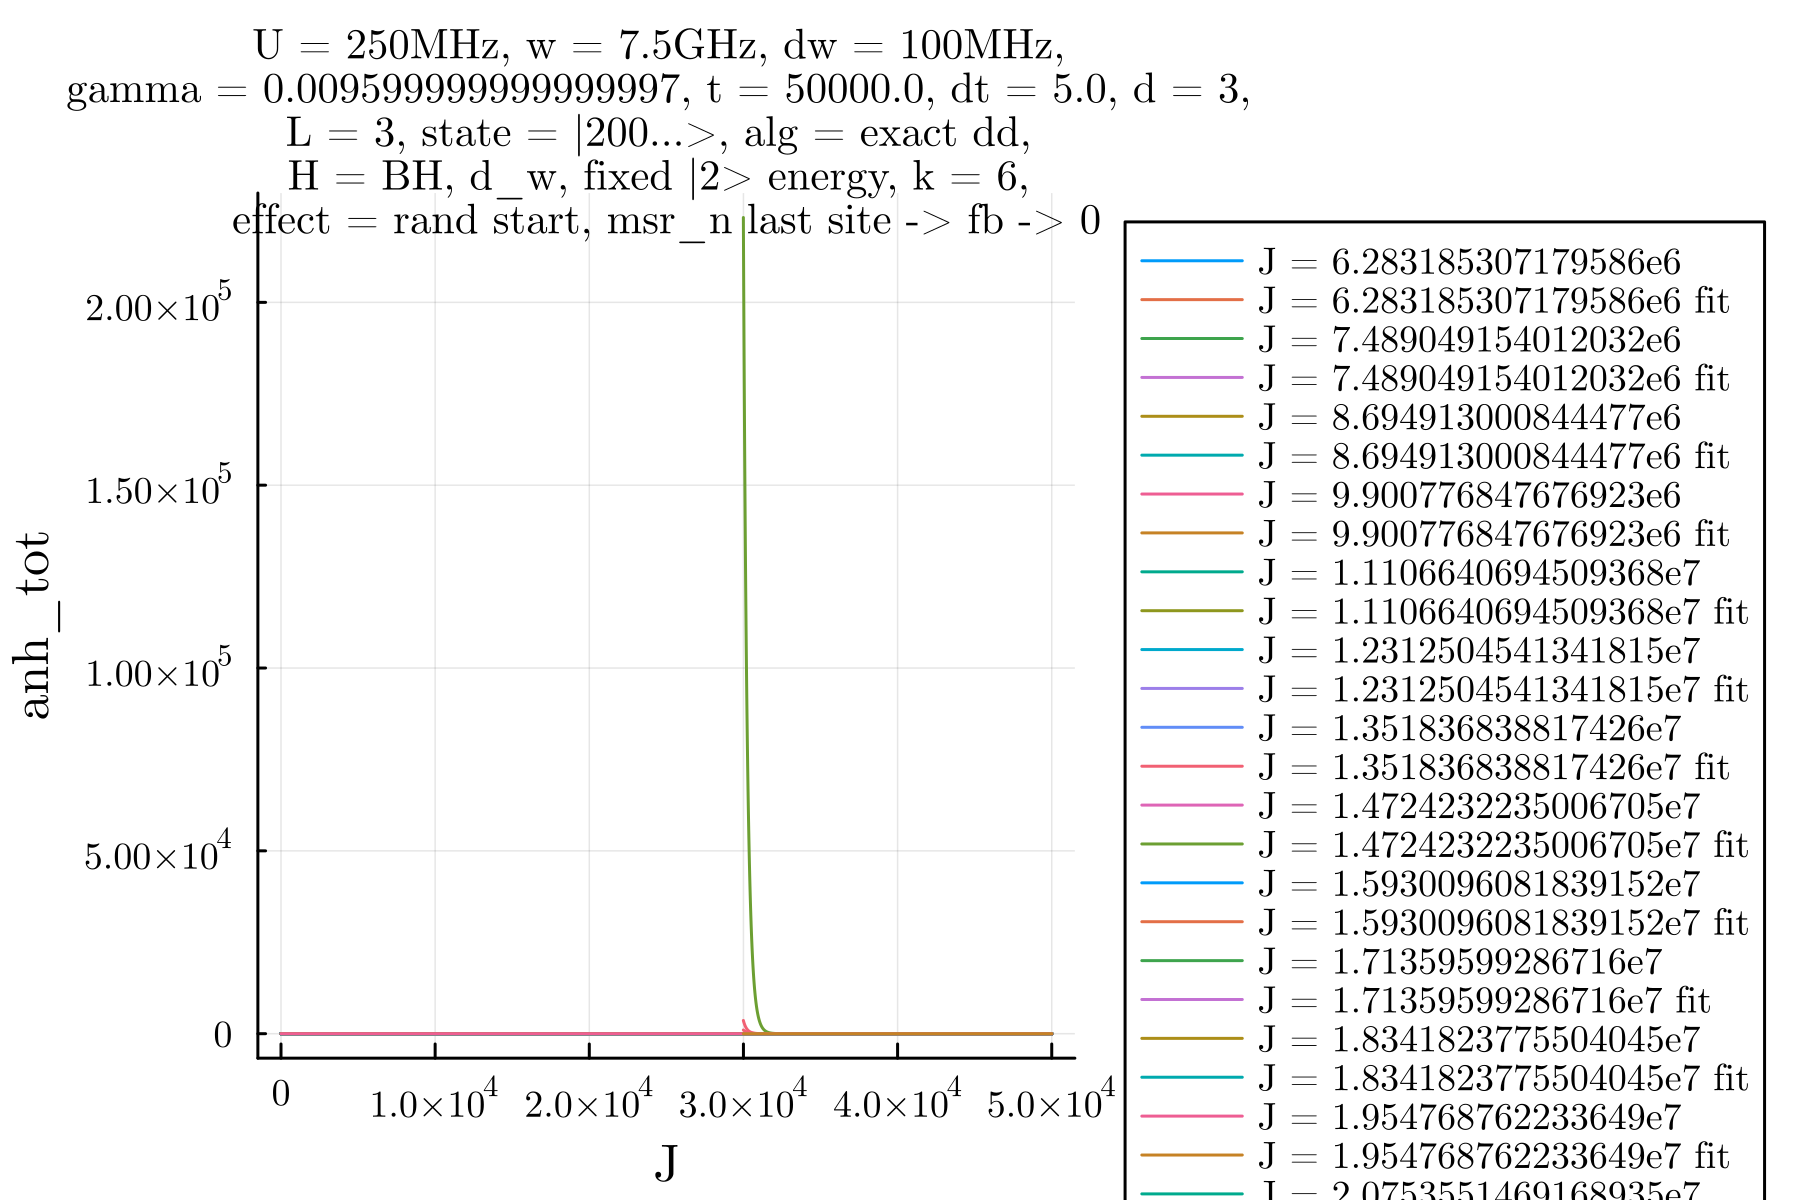 U = 250MHz, w = 7.5GHz, dw = 100MHz,
gamma = 0.009599999999999997, t = 50000.0, dt = 5.0, d = 3,
L = 3, state = |200...>, alg = exact dd,
H = BH, d_w, fixed |2> energy, k = 6,
effect = rand start, msr_n last site -> fb -> 0
2.00×10^5
1.50×10^5
1.00×10^5
5.00×10^4
0
anh_tot
0
1.0×10^4
2.0×10^4
3.0×10^4
4.0×10^4
5.0×10^4
J
J = 6.283185307179586e6
J = 6.283185307179586e6 fit
J = 7.489049154012032e6
J = 7.489049154012032e6 fit
J = 8.694913000844477e6
J = 8.694913000844477e6 fit
J = 9.900776847676923e6
J = 9.900776847676923e6 fit
J = 1.1106640694509368e7
J = 1.1106640694509368e7 fit
J = 1.2312504541341815e7
J = 1.2312504541341815e7 fit
J = 1.351836838817426e7
J = 1.351836838817426e7 fit
J = 1.4724232235006705e7
J = 1.4724232235006705e7 fit
J = 1.5930096081839152e7
J = 1.5930096081839152e7 fit
J = 1.71359599286716e7
J = 1.71359599286716e7 fit
J = 1.8341823775504045e7
J = 1.8341823775504045e7 fit
J = 1.954768762233649e7
J = 1.954768762233649e7 fit
J = 2.0753551469168935e7